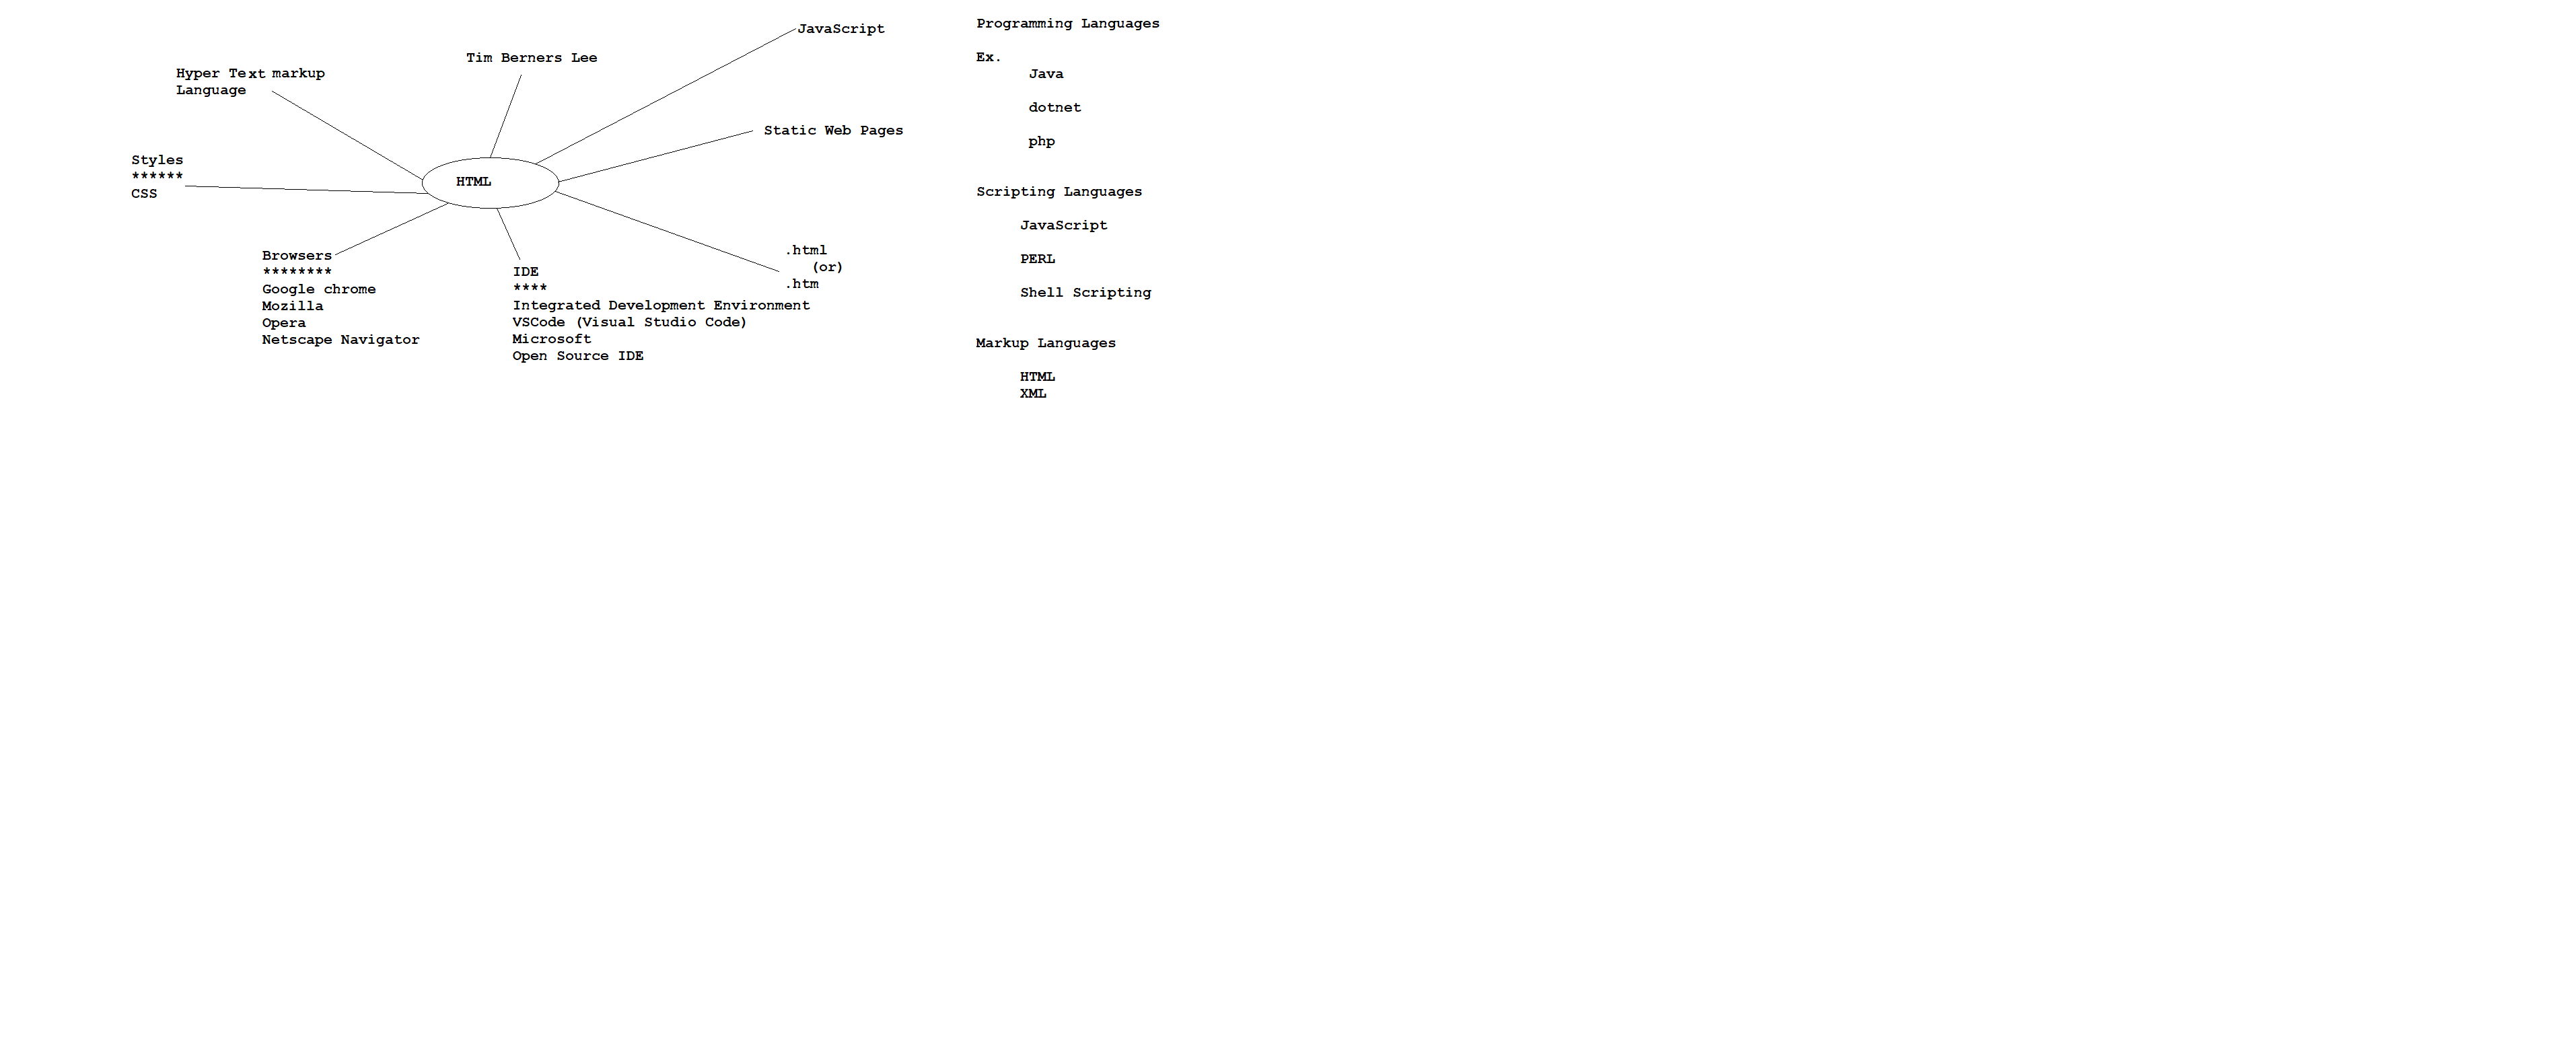 JavaScript
Tim Berners Lee
Hyper Text markup
Language
Static Web Pages
Styles
******
CSS
HTML
Browsers
********
Google chrome
Mozilla
Opera
Netscape Navigator
IDE
****
Integrated Development Environment
VSCode (Visual Studio Code)
Microsoft
Open Source IDE
.html
(or)
.htm
Programming Languages
Ex.
Java
dotnet
php
Scripting Languages
JavaScript
PERL
Shell Scripting
Markup Languages
HTML
XML